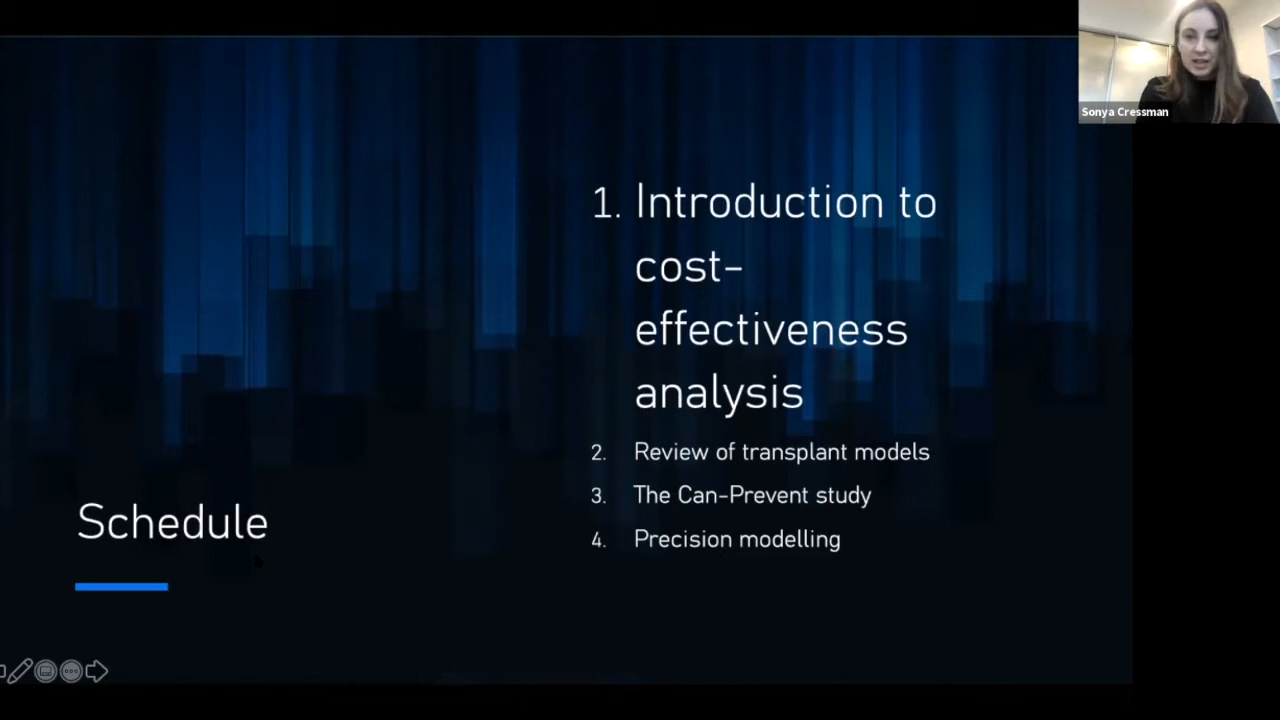 Sonya Cressman
1. Introduction to
cost-
effectiveness
analysis
2. Review of transplant models
3. The Can-Prevent study
4. Precision modelling
Schedule